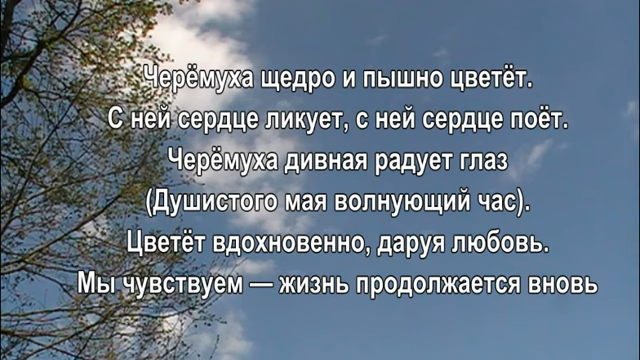 Черёмуха щедро и пышно цветёт.
С ней сердце ликует, с ней сердце поёт.
Черёмуха дивная радует глаз
(Душистого мая волнующий час).
Цветёт вдохновенно, даруя любовь.
Мы чувствуем — жизнь продолжается вновь